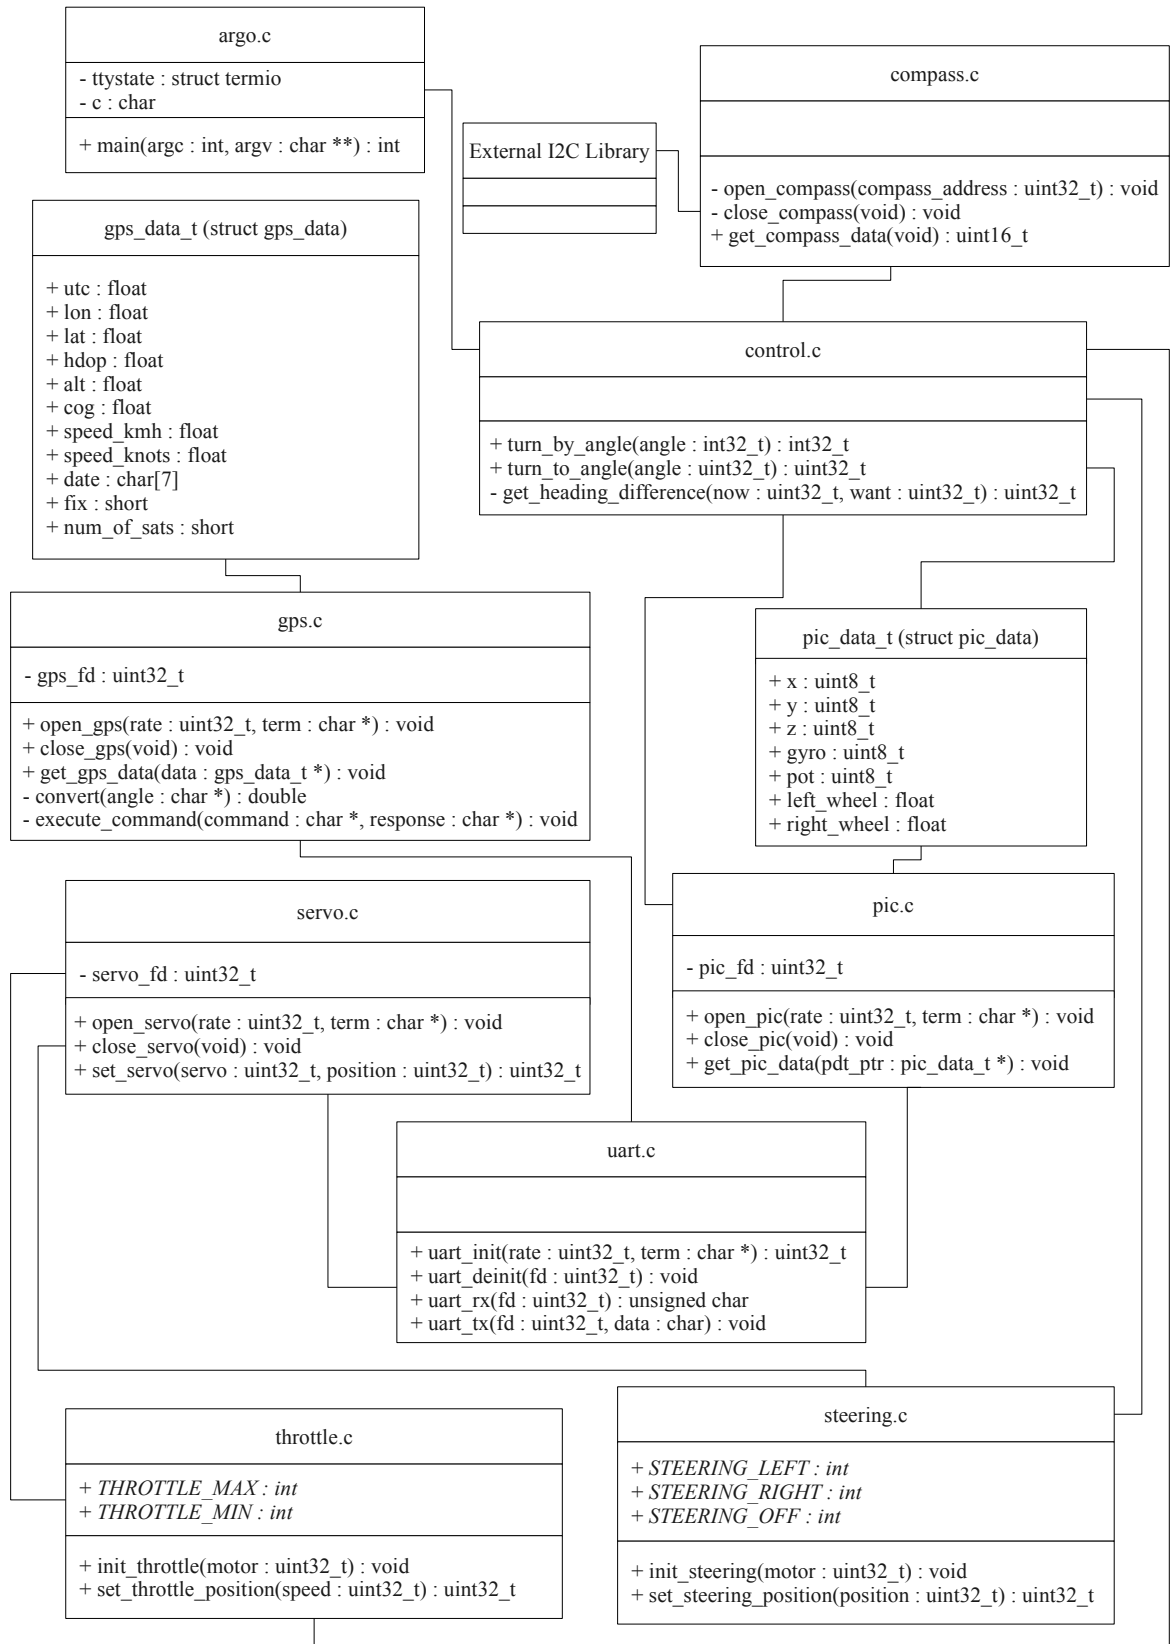 argo.c
- ttystate : struct termio
- c : char
+ main(argc : int, argv : char **) : int
compass.c
- open_compass(compass_address : uint32_t) : void
- close_compass(void) : void
+ get_compass_data(void) : uint16_t
External I2C Library
gps_data_t (struct gps_data)
+ utc : float
+ lon : float
+ lat : float
+ hdop : float
+ alt : float
+ cog : float
+ speed_kmh : float
+ speed_knots : float
+ date : char[7]
+ fix : short
+ num_of_sats : short
control.c
+ turn_by_angle(angle : int32_t) : int32_t
+ turn_to_angle(angle : uint32_t) : uint32_t
- get_heading_difference(now : uint32_t, want : uint32_t) : uint32_t
gps.c
- gps_fd : uint32_t
+ open_gps(rate : uint32_t, term : char *) : void
+ close_gps(void) : void
+ get_gps_data(data : gps_data_t *) : void
- convert(angle : char *) : double
- execute_command(command : char *, response : char *) : void
pic_data_t (struct pic_data)
+ x : uint8_t
+ y : uint8_t
+ z : uint8_t
+ gyro : uint8_t
+ pot : uint8_t
+ left_wheel : float
+ right_wheel : float
servo.c
- servo_fd : uint32_t
+ open_servo(rate : uint32_t, term : char *) : void
+ close_servo(void) : void
+ set_servo(servo : uint32_t, position : uint32_t) : uint32_t
pic.c
- pic_fd : uint32_t
+ open_pic(rate : uint32_t, term : char *) : void
+ close_pic(void) : void
+ get_pic_data(pdt_ptr : pic_data_t *) : void
uart.c
+ uart_init(rate : uint32_t, term : char *) : uint32_t
+ uart_deinit(fd : uint32_t) : void
+ uart_rx(fd : uint32_t) : unsigned char
+ uart_tx(fd : uint32_t, data : char) : void
throttle.c
+ THROTTLE_MAX : int
+ THROTTLE_MIN : int
+ init_throttle(motor : uint32_t) : void
+ set_throttle_position(speed : uint32_t) : uint32_t
steering.c
+ STEERING_LEFT : int
+ STEERING_RIGHT : int
+ STEERING_OFF : int
+ init_steering(motor : uint32_t) : void
+ set_steering_position(position : uint32_t) : uint32_t